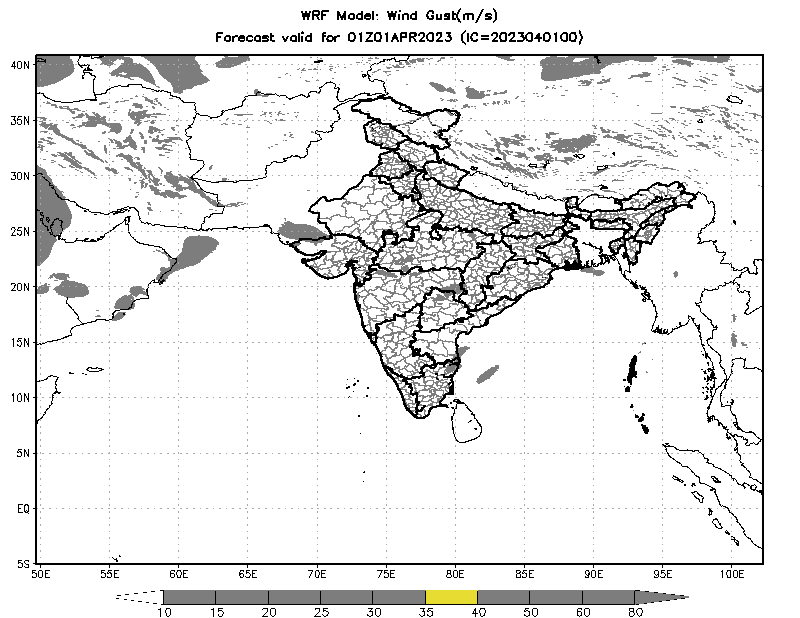 WRF Model: Wind Gust(m/s)
Forecast valid for 01Z01APR2023 (IC=2023040100)
40N
35N
30N
25N
20N
15N
10N
5N
EQ
5S
50E 55E 60E 65E 70E 75E 80E 85E 90E 95E 100E
10 15 20 25 30 35 40 50 60 80